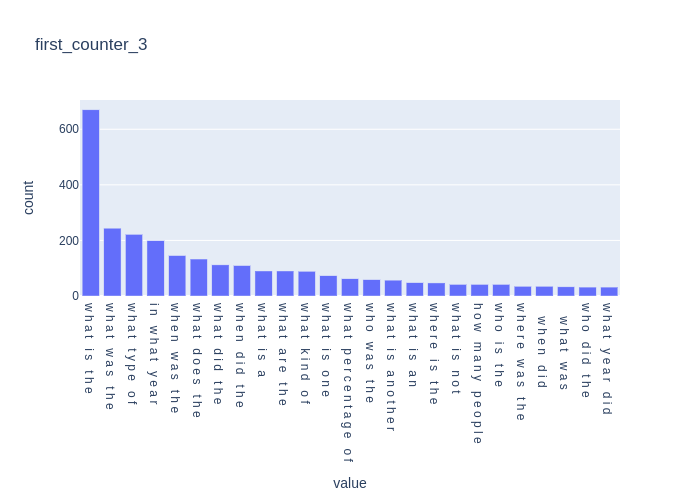 first_counter_3
count
600
400
200
0
what is the
what was the
what type of
in what year
when was the
what does the
what did the
when did the
what is a
what are the
what kind of
what is one
what percentage of
who was the
what is another
what is an
where is the
what is not
how many people
who is the
where was the
when did
what was
who did the
what year did
value